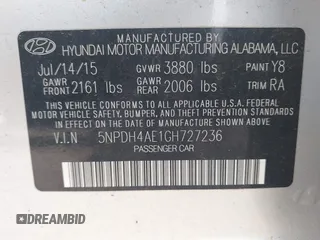 MFD. BY
HYUNDAI MOTOR MANUFACTURING ALABAMA, LLC
Jul/14/15 GVWR 3880 lbs PAINT Y8
GAWR FRONT 2161 lbs GAWR REAR 2006 lbs TRIM RA
THIS VEHICLE CONFORMS TO ALL APPLICABLE U.S. FEDERAL
MOTOR VEHICLE SAFETY, BUMPER, AND THEFT PREVENTION
STANDARDS IN EFFECT ON THE DATE OF MANUFACTURE
SHOWN ABOVE.
V.I.N 5NPDH4AE1GH727236
PASSENGER CAR
DREAMBID